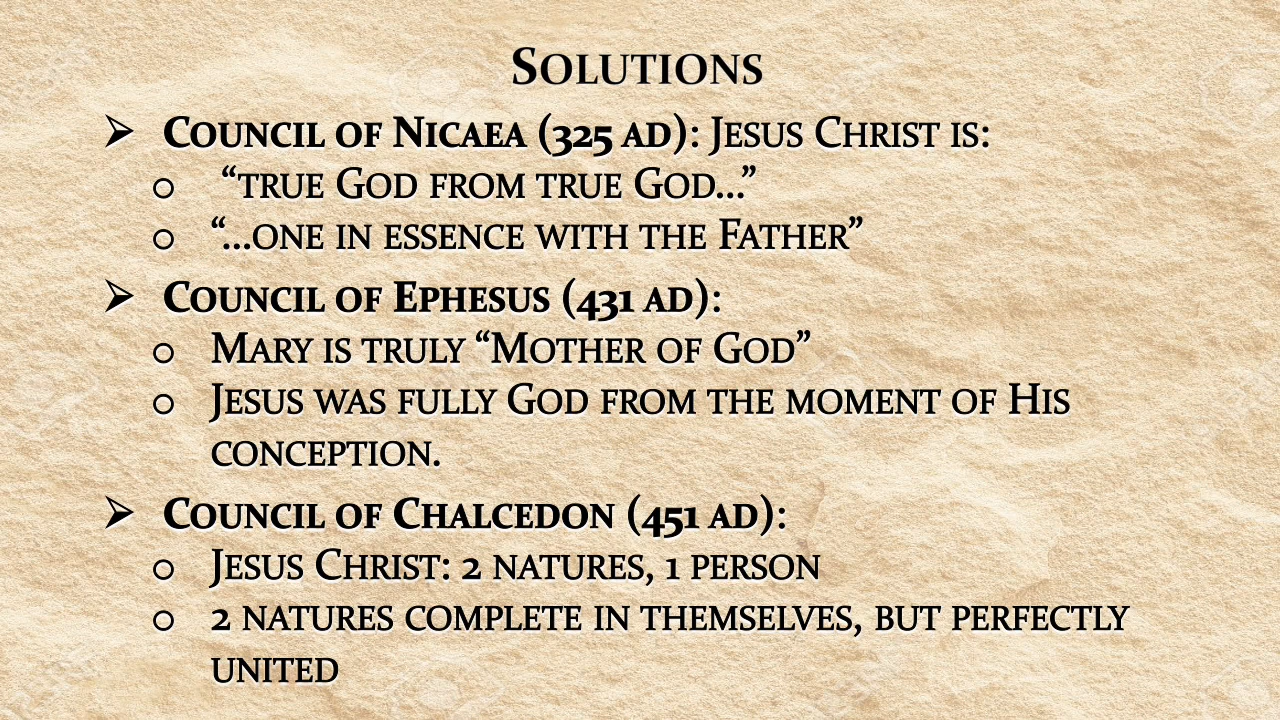 Solutions
➢ Council of Nicaea (325 AD): Jesus Christ is:
o “true God from true God…”
o “…one in essence with the Father”
➢ Council of Ephesus (431 AD):
o Mary is truly “Mother of God”
o Jesus was fully God from the moment of His
conception.
➢ Council of Chalcedon (451 AD):
o Jesus Christ: 2 natures, 1 person
o 2 natures complete in themselves, but perfectly
united